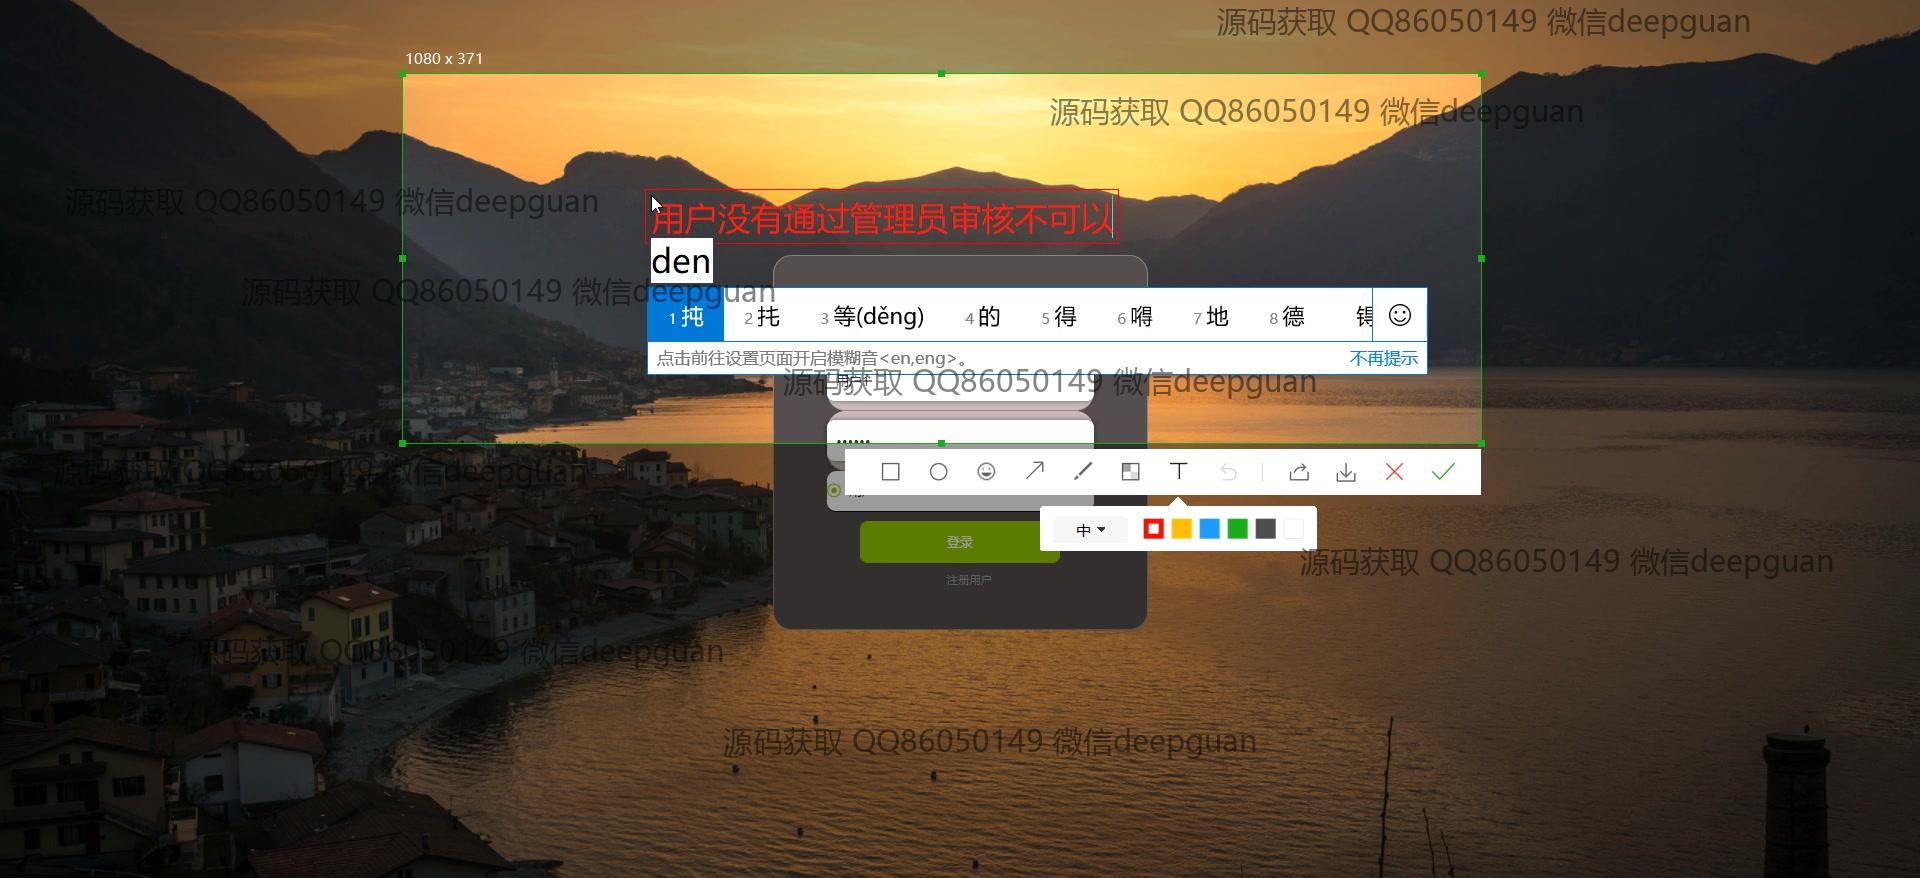 源码获取 QQ86050149 微信deepguan
1080 x 371
源码获取 QQ86050149 微信deepguan
源码获取 QQ86050149 微信deepguan
用户没有通过管理员审核不可以
den
源码获取 QQ86050149 微信deepguan
1 扽 2 扥 3 等(děng) 4 的 5 得 6 嘚 7 地 8 德
点击前往设置页面开启模糊音<en,eng>。 不再提示
源码获取 QQ86050149 微信deepguan
源码获取 QQ86050149 微信deepguan
中
登录
源码获取 QQ86050149 微信deepguan
注册用户
源码获取 QQ86050149 微信deepguan
源码获取 QQ86050149 微信deepguan